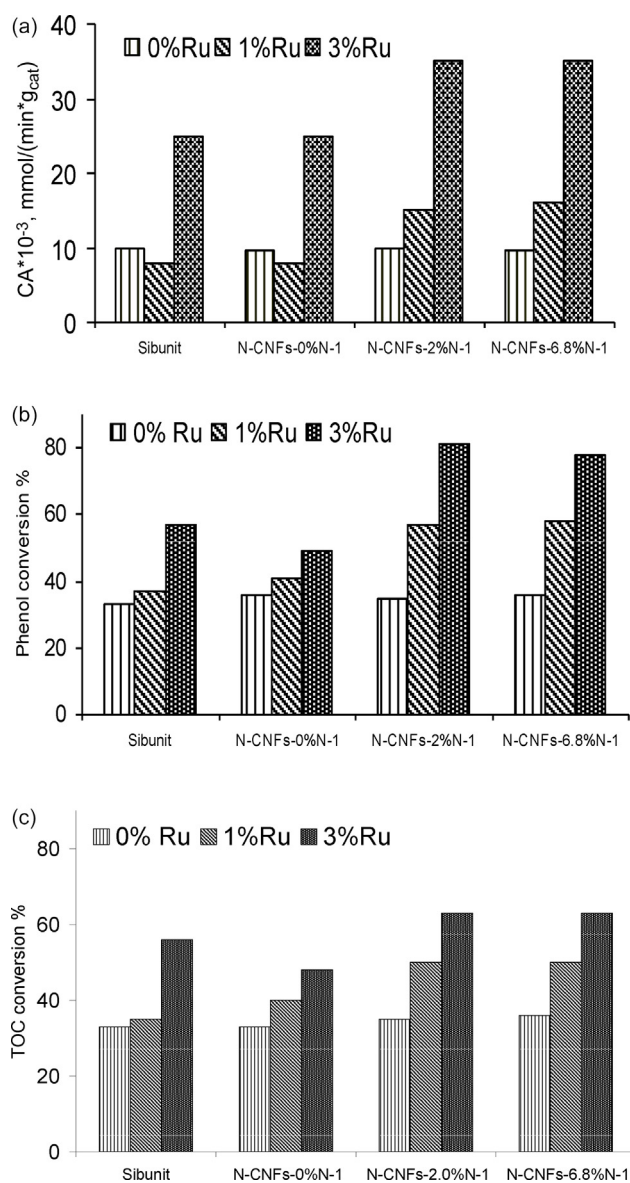 (a)
40
0%Ru 1%Ru 3%Ru
30
20
10
0
CA*10-3, mmol/(min*gcat)
Sibunit N-CNFs-0%N-1 N-CNFs-2%N-1 N-CNFs-6.8%N-1
(b)
0% Ru 1%Ru 3%Ru
80
60
40
20
0
Phenol conversion %
Sibunit N-CNFs-0%N-1 N-CNFs-2%N-1 N-CNFs-6.8%N-1
(c)
0% Ru 1%Ru 3%Ru
80
60
40
20
0
TOC conversion %
Sibunit N-CNFs-0%N-1 N-CNFs-2.0%N-1 N-CNFs-6.8%N-1